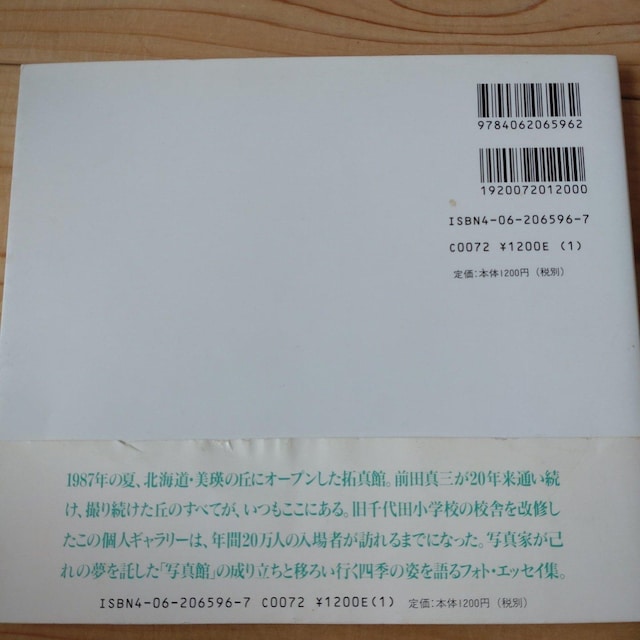 9784062065962
1920072012000
ISBN4-06-206596-7
C0072 ¥1200E (1)
定価:本体1200円(税別)
1987年の夏、北海道・美瑛の丘にオープンした拓真館。前田真三が20年来通い続
け、撮り続けた丘のすべてが、いつもここにある。旧千代田小学校の校舎を改修し
たこの個人ギャラリーは、年間20万人の入場者が訪れるまでになった。写真家が己
れの夢を託した「写真館」の成り立ちと移ろい行く四季の姿を語るフォト・エッセイ集。
ISBN4-06-206596-7 C0072 ¥1200E(1) 定価:本体1200円(税別)